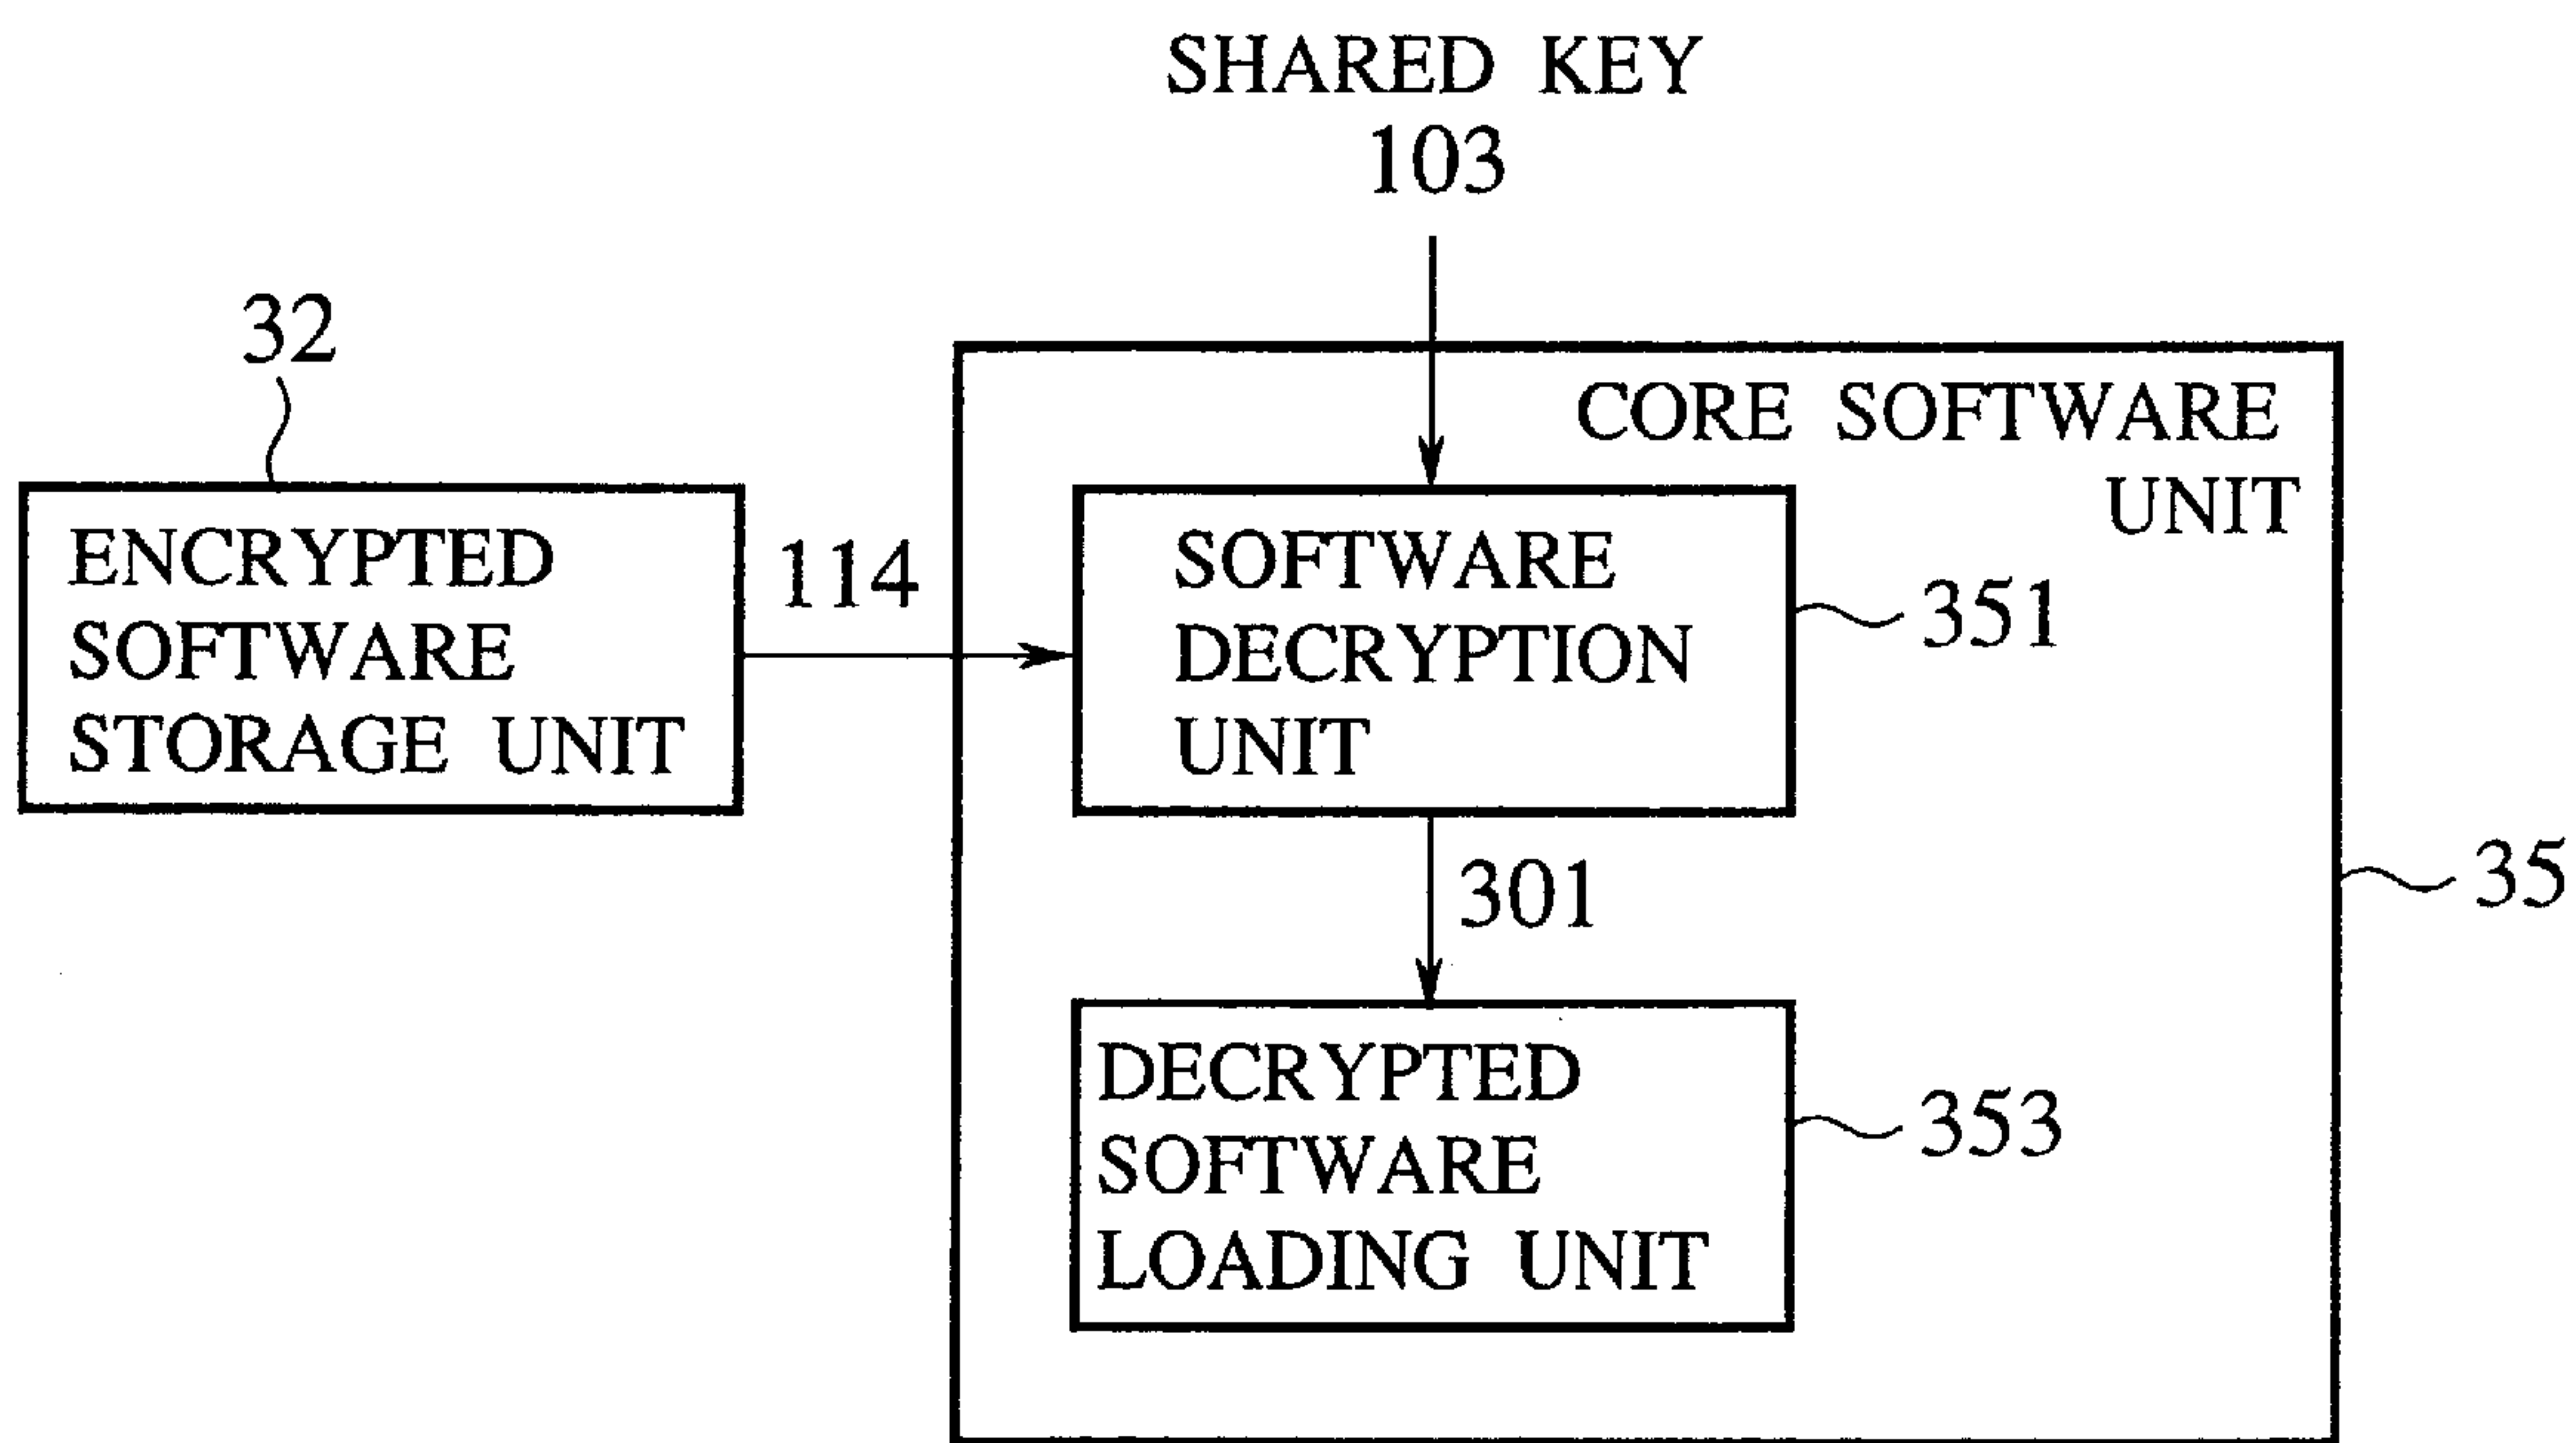 SHARED KEY
103
32
CORE SOFTWARE
UNIT
ENCRYPTED
SOFTWARE
STORAGE UNIT
114
SOFTWARE
DECRYPTION
UNIT
351
301
35
DECRYPTED
SOFTWARE
LOADING UNIT
353